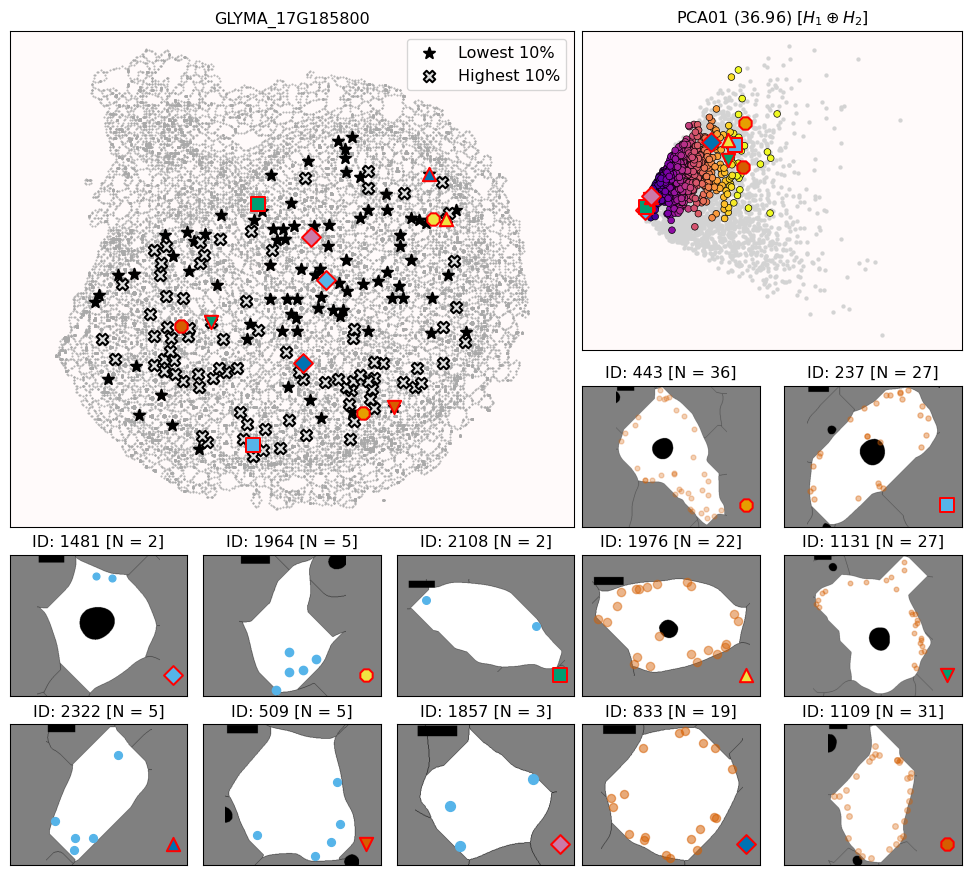 GLYMA_17G185800
PCA01 (36.96) [H₁ ⊕ H₂]
Lowest 10%
Highest 10%
ID: 443 [N = 36]
ID: 237 [N = 27]
ID: 1481 [N = 2]
ID: 1964 [N = 5]
ID: 2108 [N = 2]
ID: 1976 [N = 22]
ID: 1131 [N = 27]
ID: 2322 [N = 5]
ID: 509 [N = 5]
ID: 1857 [N = 3]
ID: 833 [N = 19]
ID: 1109 [N = 31]